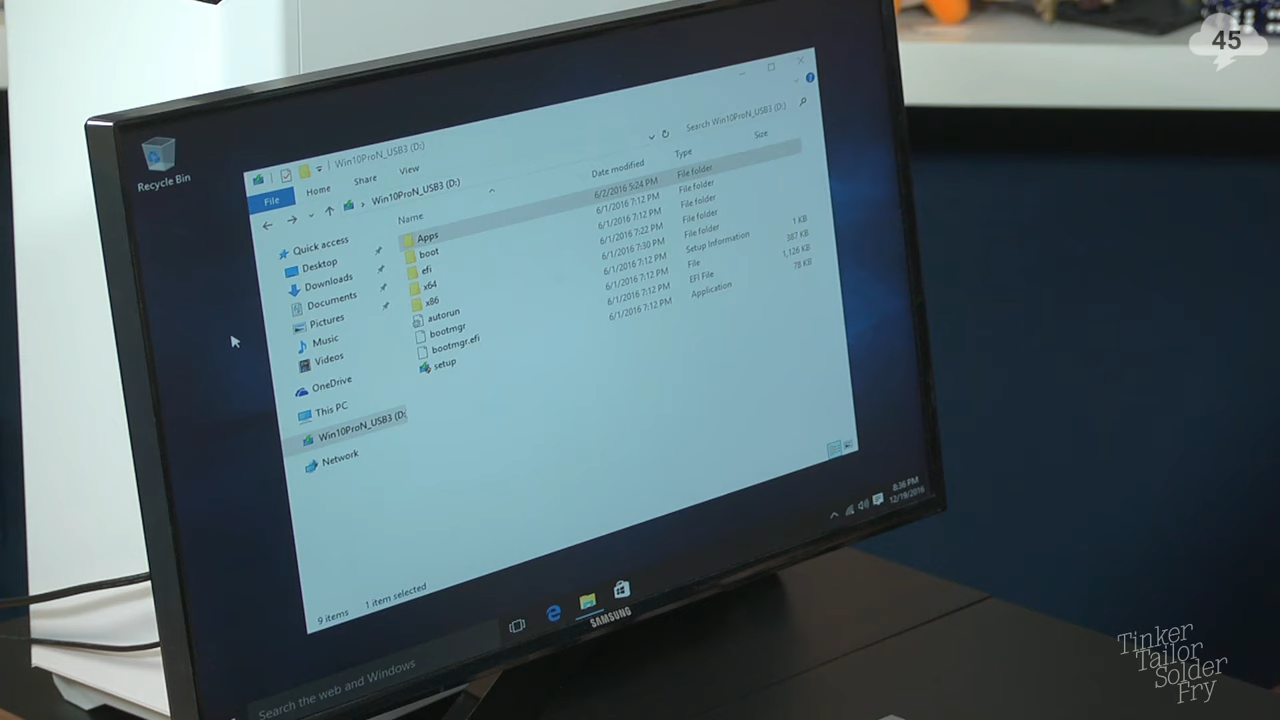 45
Recycle Bin
Win10ProN_USB3 (D:)
File Home Share View
Win10ProN_USB3 (D:)
Search Win10ProN_USB3 (D:)
Name Date modified Type Size
Apps 6/2/2016 5:24 PM File folder
boot 6/1/2016 7:12 PM File folder
efi 6/1/2016 7:12 PM File folder
x64 6/1/2016 7:22 PM File folder
x86 6/1/2016 7:30 PM File folder
autorun 6/1/2016 7:12 PM Setup Information 1 KB
bootmgr 6/1/2016 7:12 PM File 387 KB
bootmgr.efi 6/1/2016 7:12 PM EFI File 1,126 KB
setup 6/1/2016 7:12 PM Application 78 KB
Quick access
Desktop
Downloads
Documents
Pictures
Music
Videos
OneDrive
This PC
Win10ProN_USB3 (D:
Network
9 items 1 item selected
8:36 PM
12/19/2016
Search the web and Windows
SAMSUNG
Tinker
Tailor
Solder
Fry